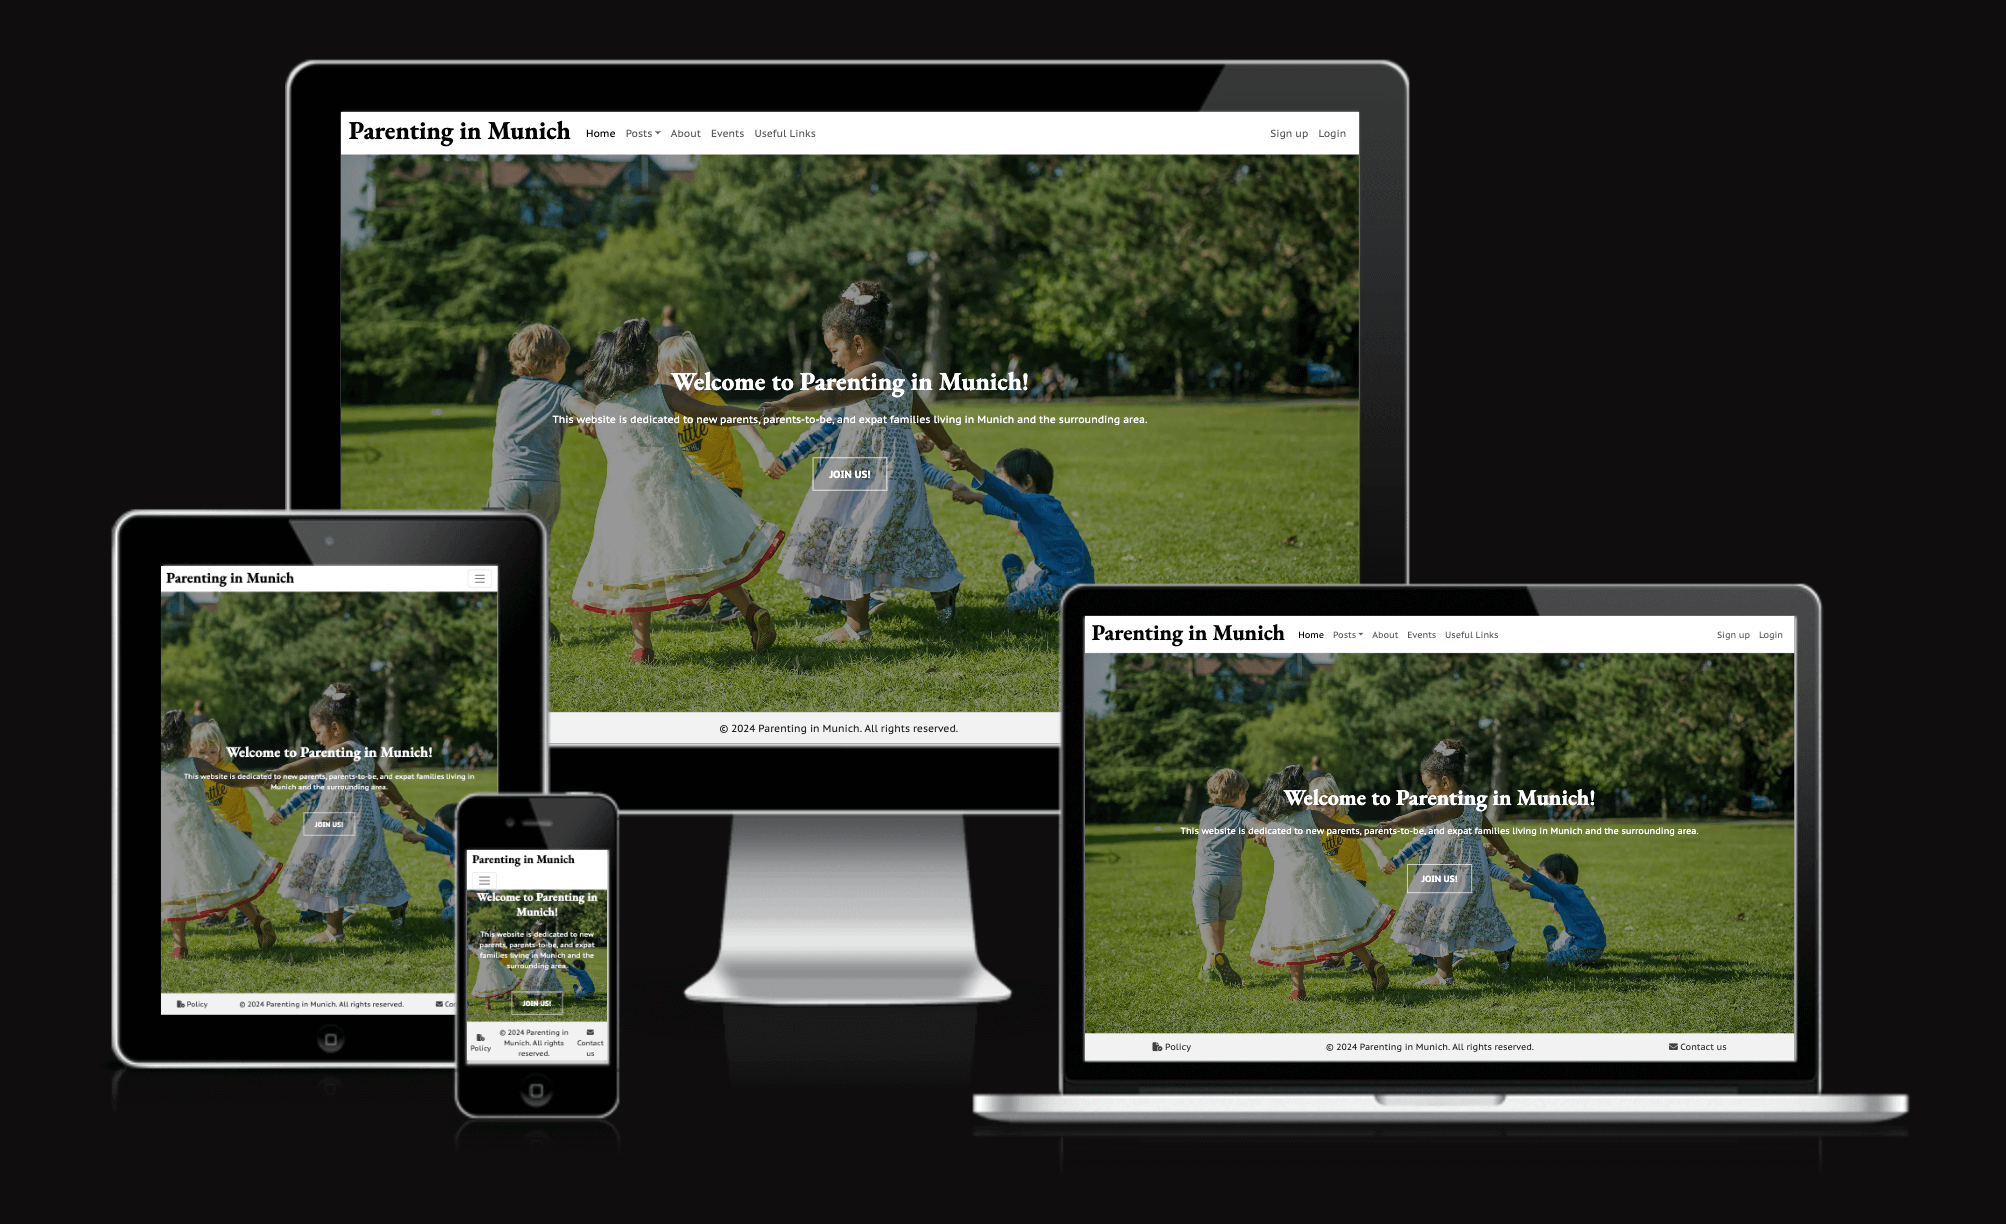 Parenting in Munich Home Posts About Events Useful Links Sign up Login
Welcome to Parenting in Munich!
This website is dedicated to new parents, parents-to-be, and expat families living in Munich and the surrounding area.
JOIN US!
© 2024 Parenting in Munich. All rights reserved.
Parenting in Munich
Welcome to Parenting in Munich!
This website is dedicated to new parents, parents-to-be, and expat families living in
Munich and the surrounding area.
JOIN US!
Policy © 2024 Parenting in Munich. All rights reserved. Co
Parenting in Munich
Welcome to Parenting in
Munich!
This website is dedicated to new
parents, parents-to-be, and expat
families living in Munich and the
surrounding area.
JOIN US!
Policy
© 2024 Parenting in
Munich. All rights
reserved.
Contact
us
Parenting in Munich Home Posts About Events Useful Links Sign up Login
Welcome to Parenting in Munich!
This website is dedicated to new parents, parents-to-be, and expat families living in Munich and the surrounding area.
JOIN US!
Policy © 2024 Parenting in Munich. All rights reserved. Contact us